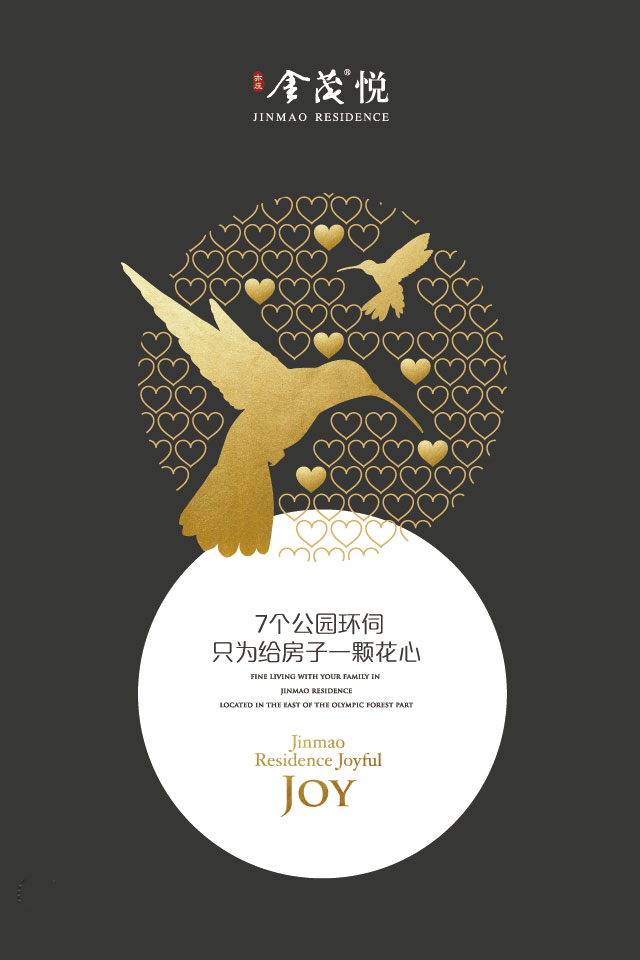 金茂悦®
JINMAO RESIDENCE
7个公园环伺
只为给房子一颗花心
FINE LIVING WITH YOUR FAMILY IN
JINMAO RESIDENCE
LOCATED IN THE EAST OF THE OLYMPIC FOREST PART
Jinmao
Residence Joyful
JOY